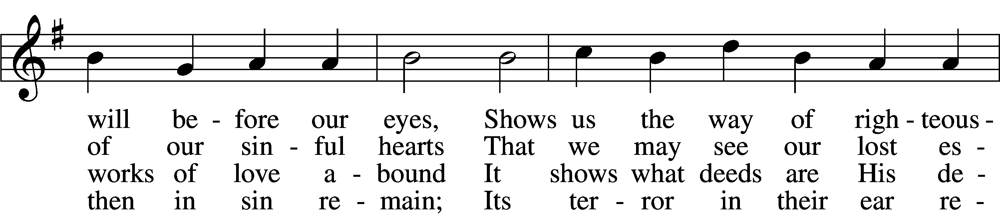 will be - fore our eyes, Shows us the way of righ - teous -
of our sin - ful hearts That we may see our lost es -
works of love a - bound It shows what deeds are His de -
then in sin re - main; Its ter - ror in their ear re -